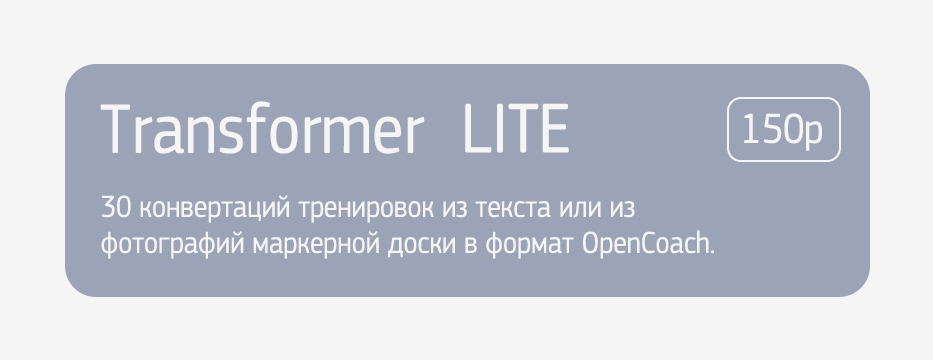 Transformer LITE
150р
30 конвертаций тренировок из текста или из
фотографий маркерной доски в формат OpenCoach.